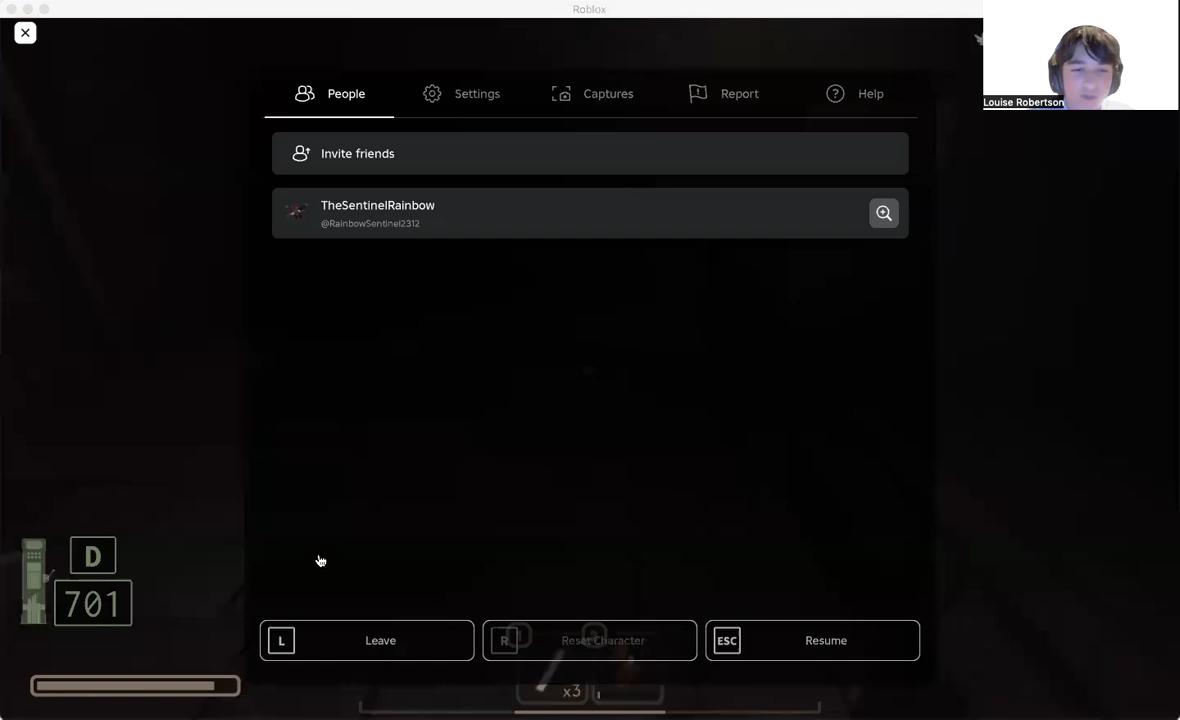 Roblox
People
Settings
Captures
Report
Help
Louise Robertson
Invite friends
TheSentinelRainbow
@RainbowSentinel2312
D
701
L
Leave
R
Reset Character
ESC
Resume
x3